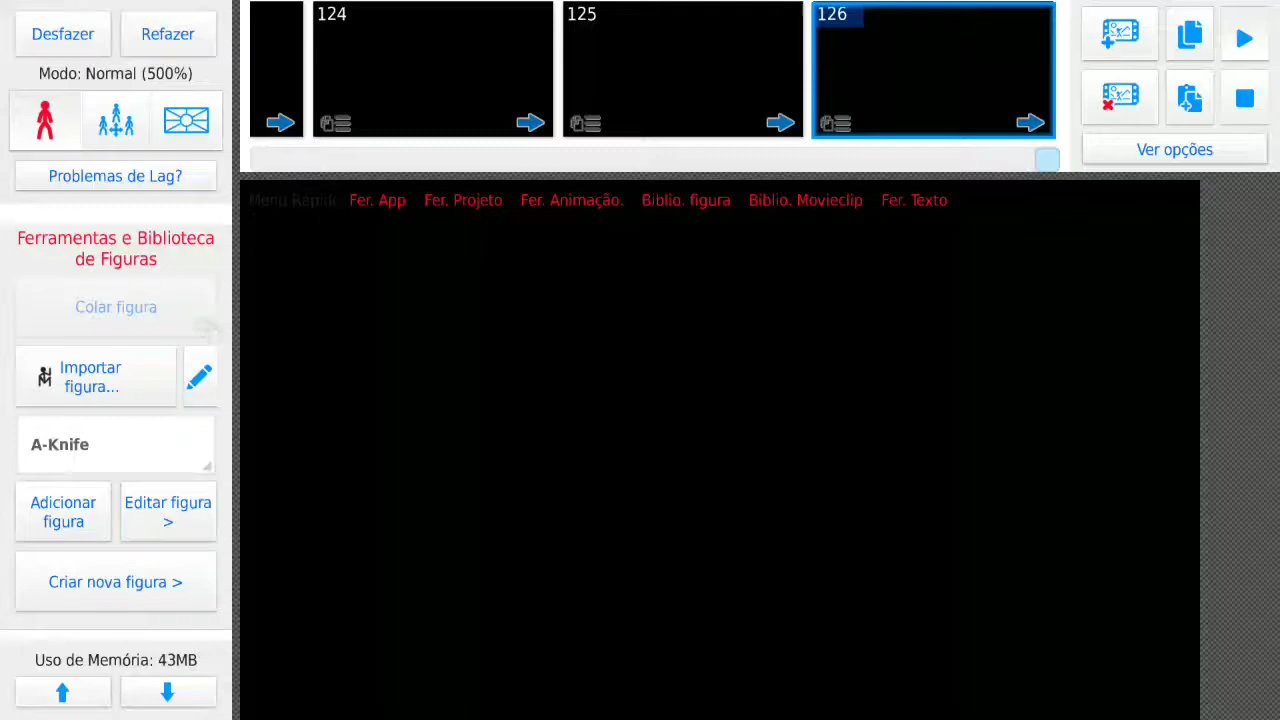 Desfazer
Refazer
Modo: Normal (500%)
Problemas de Lag?
Ferramentas e Biblioteca
de Figuras
Colar figura
Importar
figura...
A-Knife
Adicionar
figura
Editar figura
>
Criar nova figura >
Uso de Memória: 43MB
124
125
126
Ver opções
Menu Rápido Fer. App Fer. Projeto Fer. Animação. Biblio. figura Biblio. Movieclip Fer. Texto